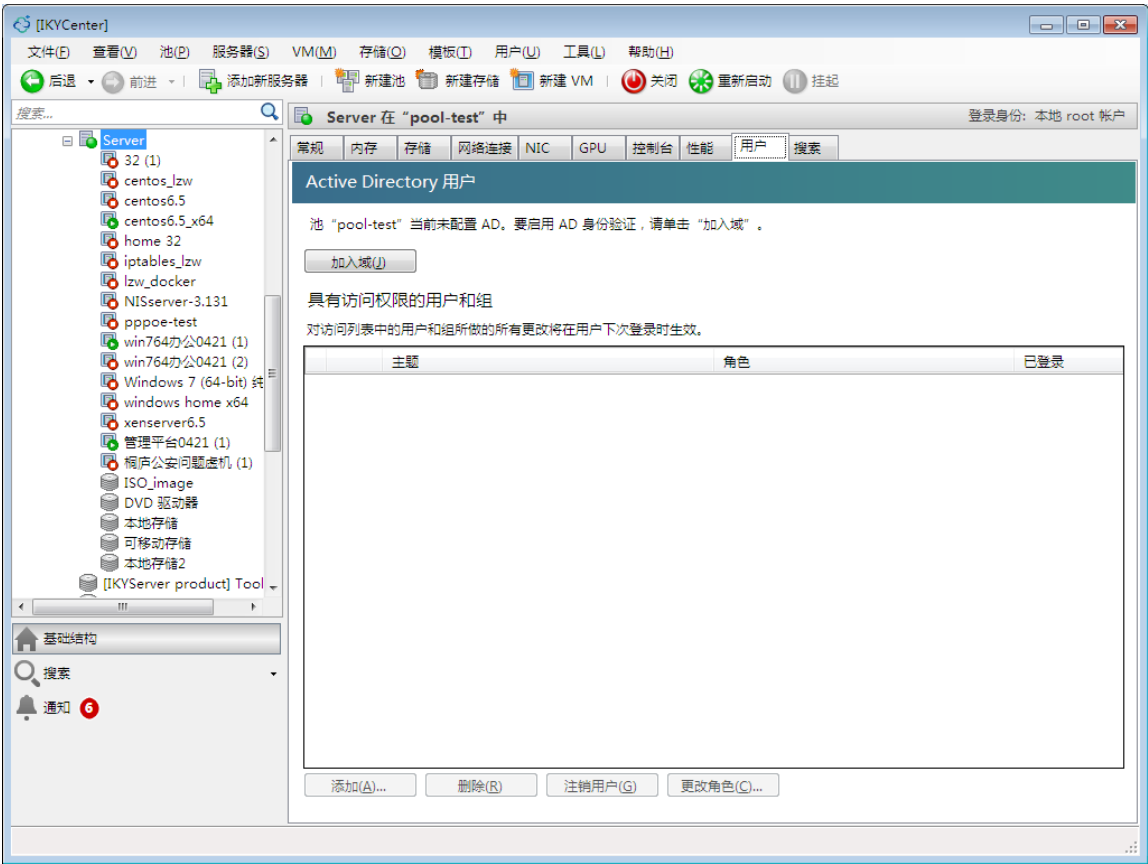 [IKYCenter]
文件(F) 查看(V) 池(P) 服务器(S) VM(M) 存储(O) 模板(T) 用户(U) 工具(L) 帮助(H)
后退 前进 添加新服务器 新建池 新建存储 新建 VM 关闭 重新启动 挂起
搜索...
Server 在“pool-test”中 登录身份: 本地 root 帐户
常规 内存 存储 网络连接 NIC GPU 控制台 性能 用户 搜索
Server
32 (1)
centos_lzw
centos6.5
centos6.5_x64
home 32
iptables_lzw
lzw_docker
NISserver-3.131
pppoe-test
win764办公0421 (1)
win764办公0421 (2)
Windows 7 (64-bit) 纯
windows home x64
xenserver6.5
管理平台0421 (1)
桐庐公安问题虚机 (1)
ISO_image
DVD 驱动器
本地存储
可移动存储
本地存储2
[IKYServer product] Tool
基础结构
搜索
通知 6
Active Directory 用户
池“pool-test”当前未配置 AD。要启用 AD 身份验证，请单击“加入域”。
加入域(J)
具有访问权限的用户和组
对访问列表中的用户和组所做的所有更改将在用户下次登录时生效。
主题 角色 已登录
添加(A)... 删除(R) 注销用户(G) 更改角色(C)...